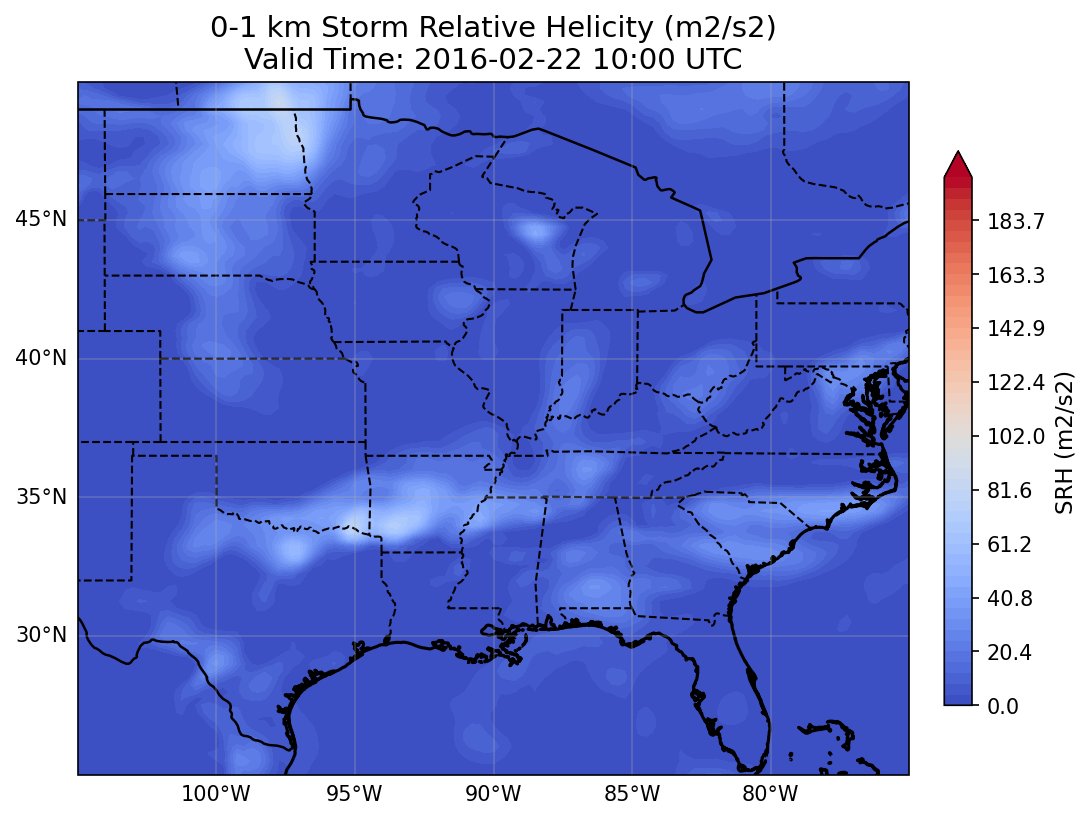 0-1 km Storm Relative Helicity (m2/s2)
Valid Time: 2016-02-22 10:00 UTC
45°N
40°N
35°N
30°N
100°W
95°W
90°W
85°W
80°W
183.7
163.3
142.9
122.4
102.0
81.6
61.2
40.8
20.4
0.0
SRH (m2/s2)